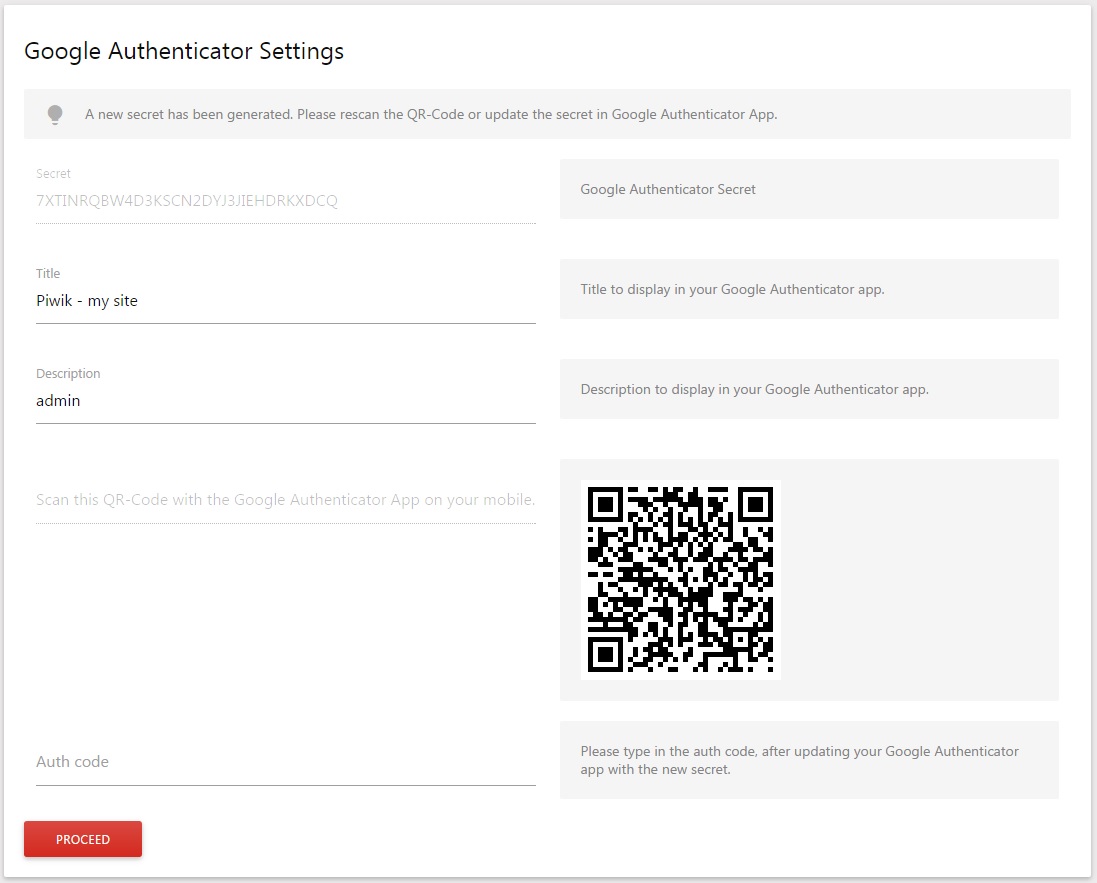 Google Authenticator Settings
A new secret has been generated. Please rescan the QR-Code or update the secret in Google Authenticator App.
Secret
7XTINRQBW4D3KSCN2DYJ3JIEHDRKXDCQ
Google Authenticator Secret
Title
Piwik - my site
Title to display in your Google Authenticator app.
Description
admin
Description to display in your Google Authenticator app.
Scan this QR-Code with the Google Authenticator App on your mobile.
Auth code
Please type in the auth code, after updating your Google Authenticator
app with the new secret.
PROCEED